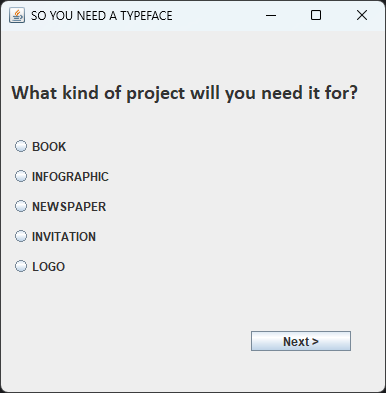 SO YOU NEED A TYPEFACE
What kind of project will you need it for?
BOOK
INFOGRAPHIC
NEWSPAPER
INVITATION
LOGO
Next >